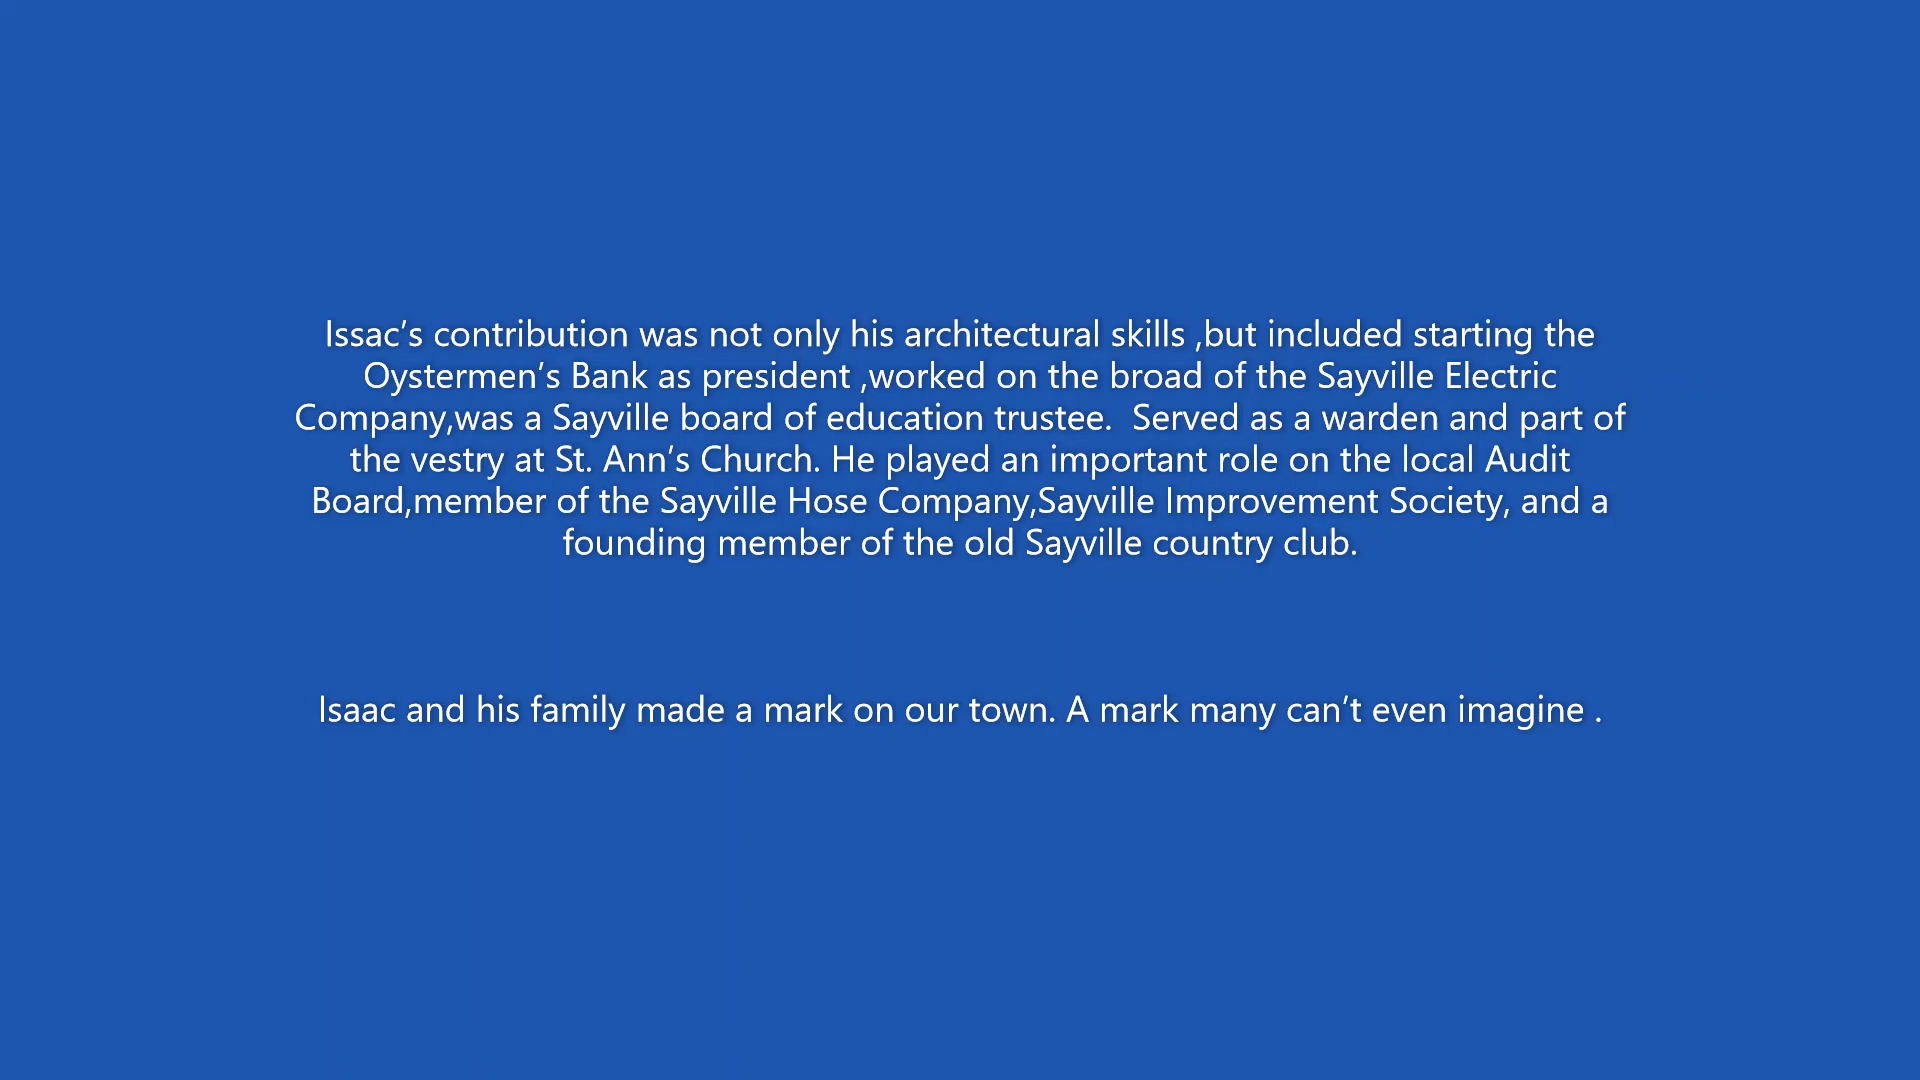 Issac’s contribution was not only his architectural skills ,but included starting the
Oystermen’s Bank as president ,worked on the broad of the Sayville Electric
Company,was a Sayville board of education trustee.  Served as a warden and part of
the vestry at St. Ann’s Church. He played an important role on the local Audit
Board,member of the Sayville Hose Company,Sayville Improvement Society, and a
founding member of the old Sayville country club.
Isaac and his family made a mark on our town. A mark many can’t even imagine .